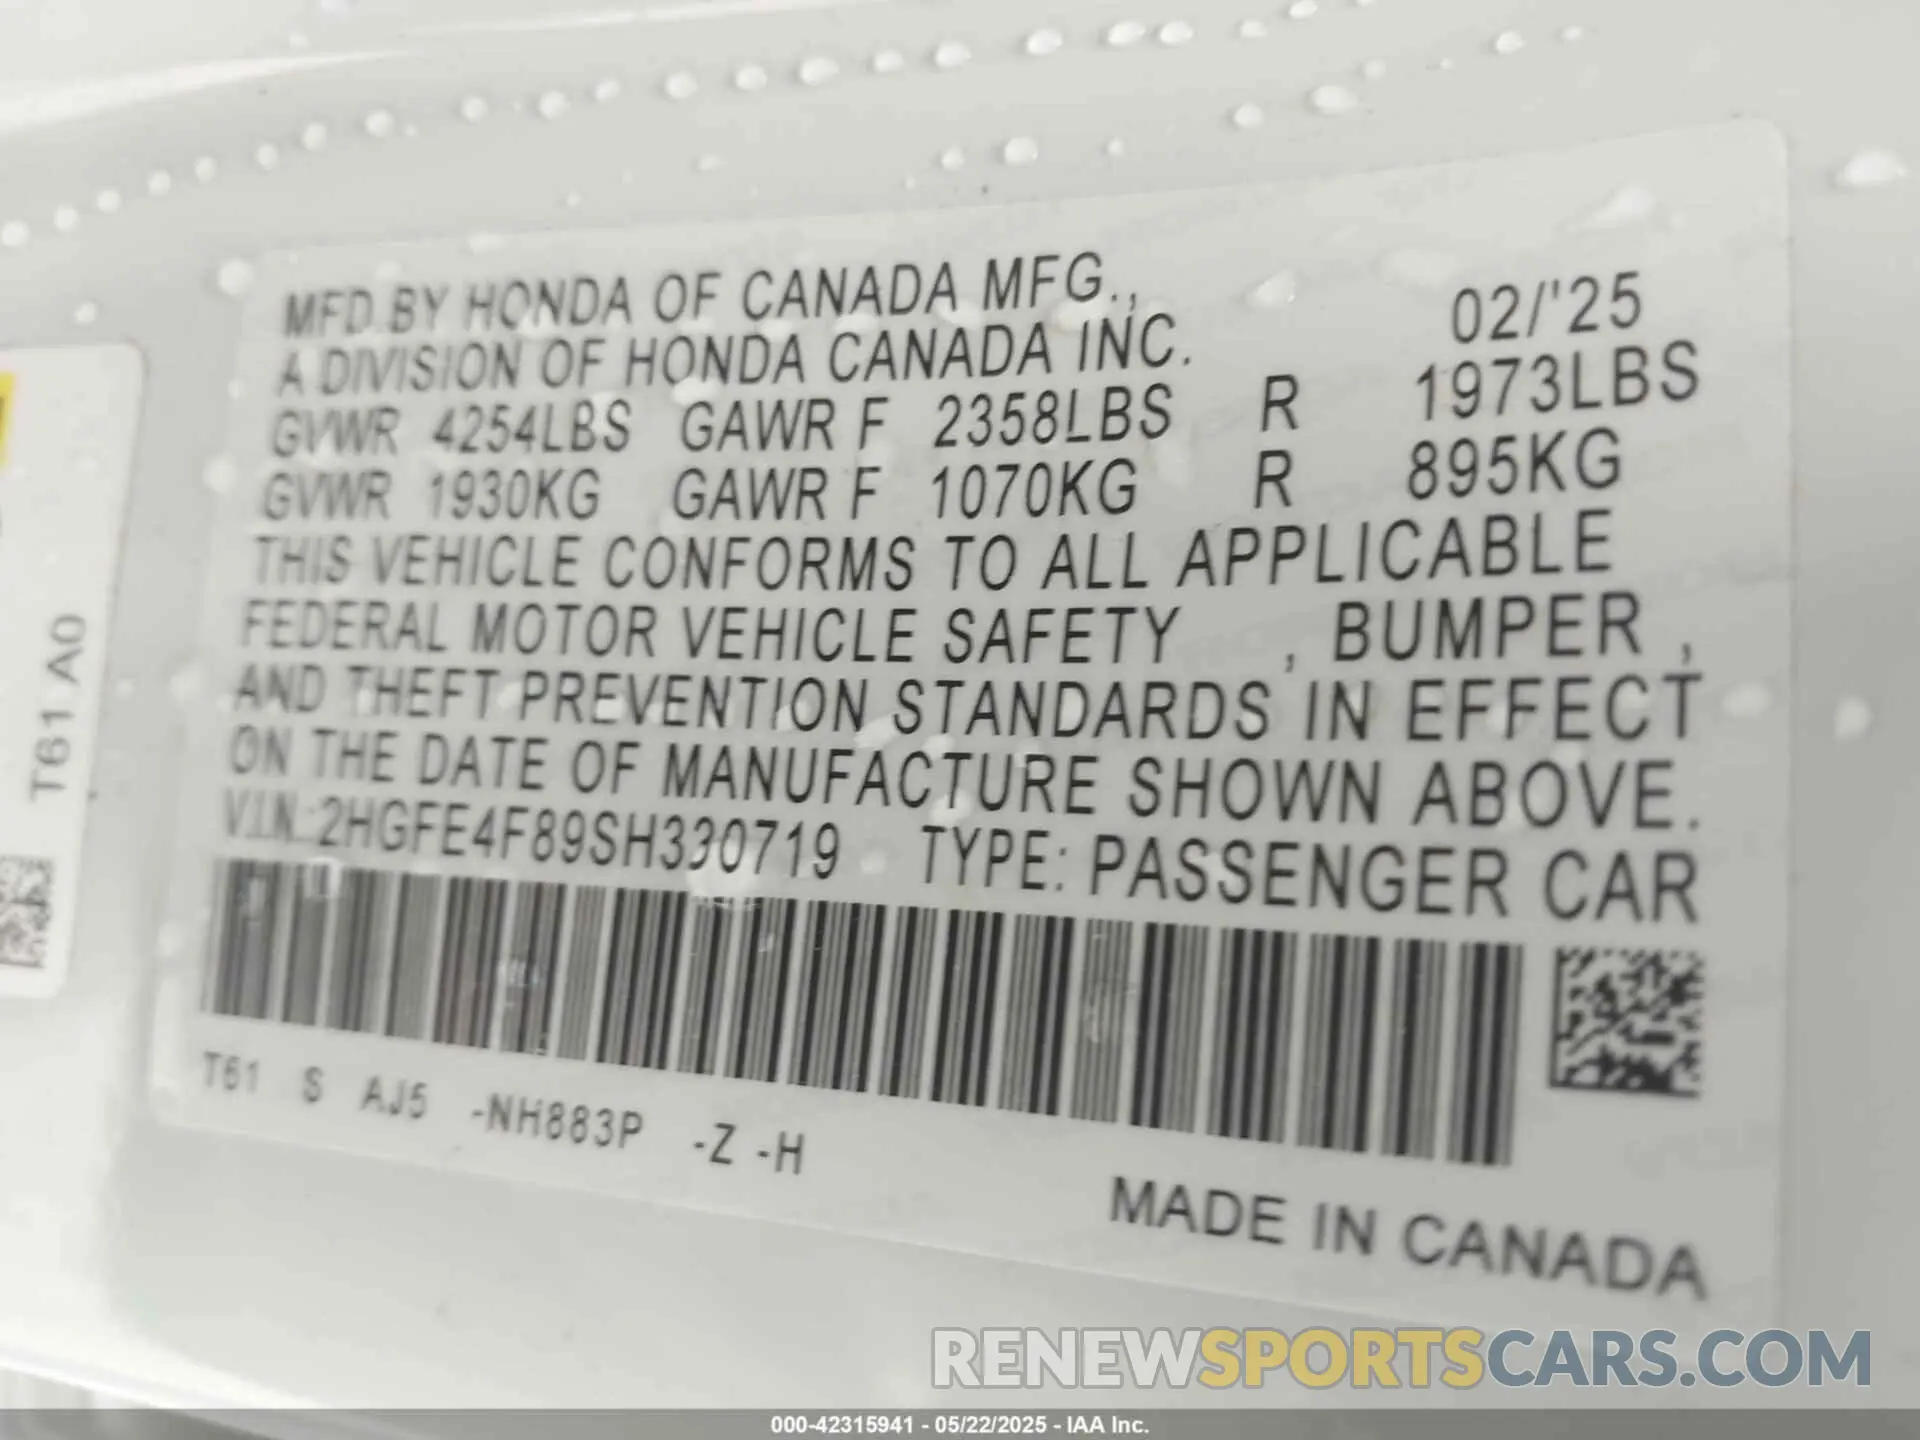 MFD.BY HONDA OF CANADA MFG.,
A DIVISION OF HONDA CANADA INC.
02/'25
GVWR 4254LBS GAWR F 2358LBS R 1973LBS
GVWR 1930KG GAWR F 1070KG R 895KG
THIS VEHICLE CONFORMS TO ALL APPLICABLE
FEDERAL MOTOR VEHICLE SAFETY , BUMPER ,
AND THEFT PREVENTION STANDARDS IN EFFECT
ON THE DATE OF MANUFACTURE SHOWN ABOVE.
VIN:2HGFE4F89SH330719 TYPE: PASSENGER CAR
T61 S AJ5 -NH883P -Z -H
MADE IN CANADA
T61 A0
RENEWSPORTSCARS.COM
000-42315941 - 05/22/2025 - IAA Inc.